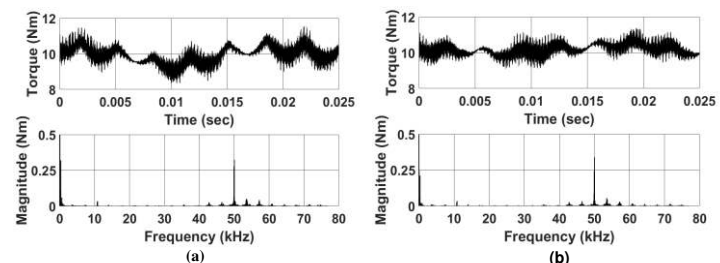 12
10
8
Torque (Nm)
0 0.005 0.01 0.015 0.02 0.025
Time (sec)
0.5
0.25
0
Magnitude (Nm)
0 10 20 30 40 50 60 70 80
Frequency (kHz)
(a)
12
10
8
Torque (Nm)
0 0.005 0.01 0.015 0.02 0.025
Time (sec)
0.5
0.25
0
Magnitude (Nm)
0 10 20 30 40 50 60 70 80
Frequency (kHz)
(b)